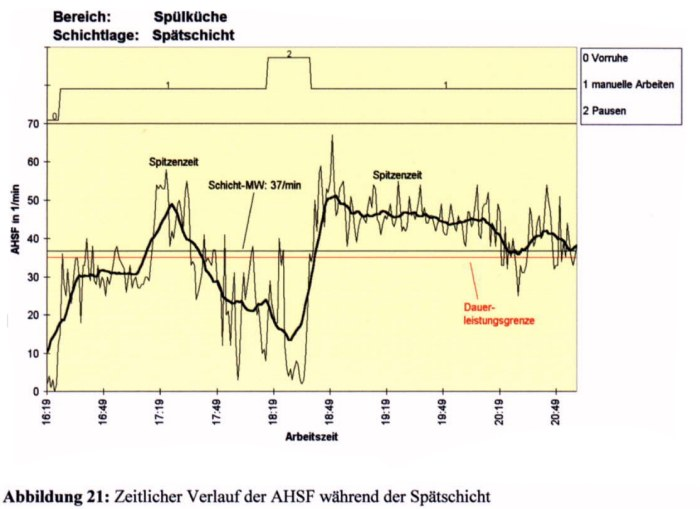 Bereich: Spülküche
Schichtlage: Spätschicht
2
1
1
0
0 Vorruhe
1 manuelle Arbeiten
2 Pausen
70
60
50
40
30
20
10
0
AHSF in 1/min
Spitzenzeit
Schicht-MW: 37/min
Spitzenzeit
Dauer-
leistungsgrenze
16:19
16:49
17:19
17:49
18:19
18:49
19:19
19:49
20:19
20:49
Arbeitszeit
Abbildung 21: Zeitlicher Verlauf der AHSF während der Spätschicht